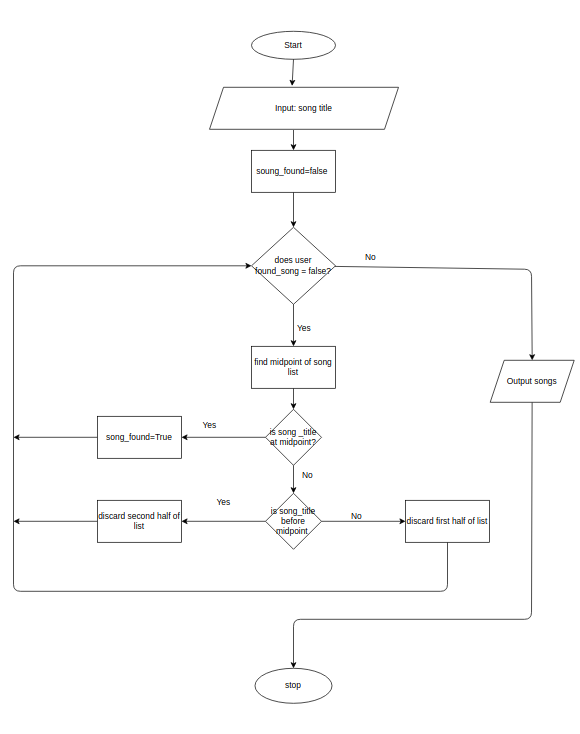 Start
Input: song title
soung_found=false
does user
found_song = false?
No
Yes
find midpoint of song
list
Output songs
is song _title
at midpoint?
Yes
song_found=True
No
is song_title
before
midpoint
Yes
discard second half of
list
No
discard first half of list
stop